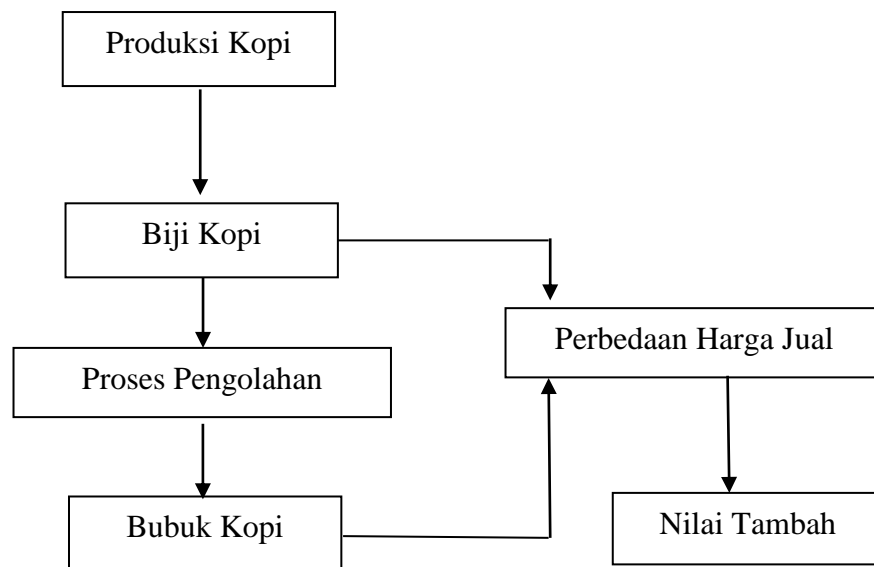 Produksi Kopi
Biji Kopi
Perbedaan Harga Jual
Proses Pengolahan
Bubuk Kopi
Nilai Tambah